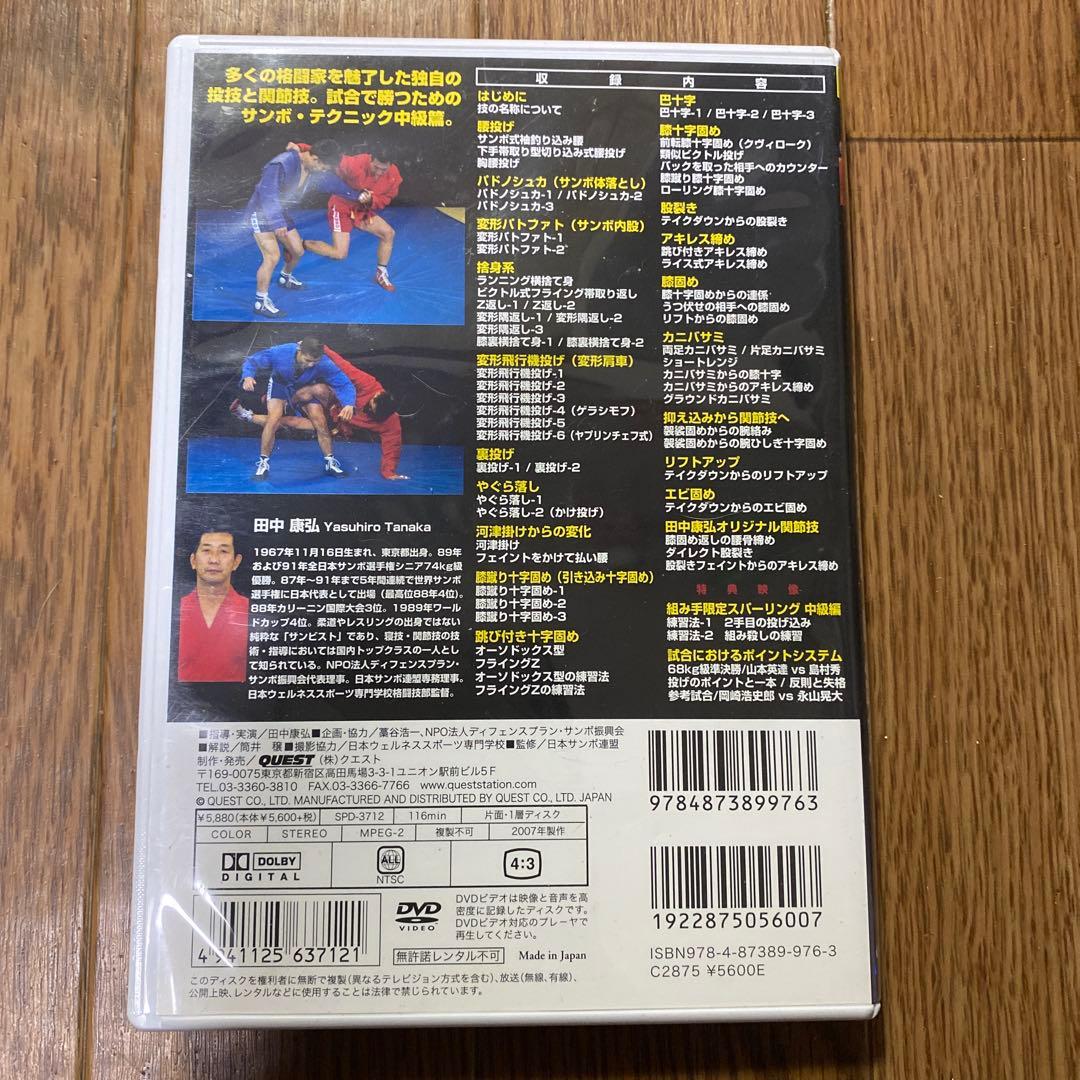 多くの格闘家を魅了した独自の
投技と関節技。試合で勝つための
サンボ・テクニック中級篇。
田中 康弘 Yasuhiro Tanaka
1967年11月16日生まれ、東京都出身。89年
および91年全日本サンボ選手権シニア74kg級
優勝。87年～91年まで5年間連続で世界サンボ
選手権に日本代表として出場（最高位88年4位）。
88年カリーニン国際大会3位。1989年ワール
ドカップ4位。柔道やレスリングの出身ではない
純粋な「サンビスト」であり、寝技・関節技の技
術・指導においては国内トップクラスの一人とし
て知られている。NPO法人ディフェンスプラン・
サンボ振興会代表理事。日本サンボ連盟専務理事。
日本ウェルネススポーツ専門学校格闘技部監督。
収録内容
はじめに
技の名称について
腰投げ
サンボ式袖釣り込み腰
下手帯取り型切り込み式腰投げ
胸腰投げ
パドノシュカ（サンボ体落とし）
パドノシュカ-1 / パドノシュカ-2
パドノシュカ-3
変形パトファト（サンボ内股）
変形パトファト-1
変形パトファト-2
捨身系
ランニング横捨て身
ビクトル式フライング帯取り返し
Z返し-1 / Z返し-2
変形隅返し-1 / 変形隅返し-2
変形隅返し-3
膝裏横捨て身-1 / 膝裏横捨て身-2
変形飛行機投げ（変形肩車）
変形飛行機投げ-1
変形飛行機投げ-2
変形飛行機投げ-3
変形飛行機投げ-4（ゲラシモフ）
変形飛行機投げ-5
変形飛行機投げ-6（ヤブリンチェフ式）
裏投げ
裏投げ-1 / 裏投げ-2
やぐら落し
やぐら落し-1
やぐら落し-2（かけ投げ）
河津掛けからの変化
河津掛け
フェイントをかけて払い腰
膝蹴り十字固め（引き込み十字固め）
膝蹴り十字固め-1
膝蹴り十字固め-2
膝蹴り十字固め-3
跳び付き十字固め
オーソドックス型
フライングZ
オーソドックス型の練習法
フライングZの練習法
巴十字
巴十字-1 / 巴十字-2 / 巴十字-3
膝十字固め
前転膝十字固め（クヴィローク）
類似ビクトル投げ
バックを取った相手へのカウンター
膝蹴り膝十字固め
ローリング膝十字固め
股裂き
テイクダウンからの股裂き
アキレス締め
跳び付きアキレス締め
ライス式アキレス締め
膝固め
膝十字固めからの連係
うつ伏せの相手への膝固め
リフトからの膝固め
カニバサミ
両足カニバサミ / 片足カニバサミ
ショートレンジ
カニバサミからの膝十字
カニバサミからのアキレス締め
グラウンドカニバサミ
抑え込みから関節技へ
袈裟固めからの腕絡み
袈裟固めからの腕ひしぎ十字固め
リフトアップ
テイクダウンからのリフトアップ
エビ固め
テイクダウンからのエビ固め
田中康弘オリジナル関節技
膝固め返しの腰骨締め
ダイレクト股裂き
股裂きフェイントからのアキレス締め
特典映像
組み手限定スパーリング 中級編
練習法-1 2手目の投げ込み
練習法-2 組み殺しの練習
試合におけるポイントシステム
68kg級準決勝/山本英達 vs 島村秀
投げのポイントと一本 / 反則と失格
参考試合/岡崎浩史郎 vs 永山晃大
■指導・実演／田中康弘■企画・協力／藁谷浩一、NPO法人ディフェンスプラン・サンボ振興会
■解説／筒井 穣■撮影協力／日本ウェルネススポーツ専門学校■監修／日本サンボ連盟
制作・発売／QUEST（株）クエスト
〒169-0075東京都新宿区高田馬場3-3-1ユニオン駅前ビル5F
TEL.03-3360-3810 FAX.03-3366-7766 www.queststation.com
© QUEST CO., LTD. MANUFACTURED AND DISTRIBUTED BY QUEST CO., LTD. JAPAN
¥5,880（本体¥5,600+税） SPD-3712 116min 片面・1層ディスク
COLOR STEREO MPEG-2 複製不可 2007年製作
DOLBY DIGITAL ALL NTSC 4:3
4 941125 637121
DVD VIDEO
DVDビデオは映像と音声を高
密度に記録したディスクです。
DVDビデオ対応のプレーヤで
再生してください。
無許諾レンタル不可 Made in Japan
このディスクを権利者に無断で複製（異なるテレビジョン方式を含む）、放送（無線、有線）、
公開上映、レンタルなどに使用することは法律で禁じられています。
9784873899763
1922875056007
ISBN978-4-87389-976-3
C2875 ¥5600E